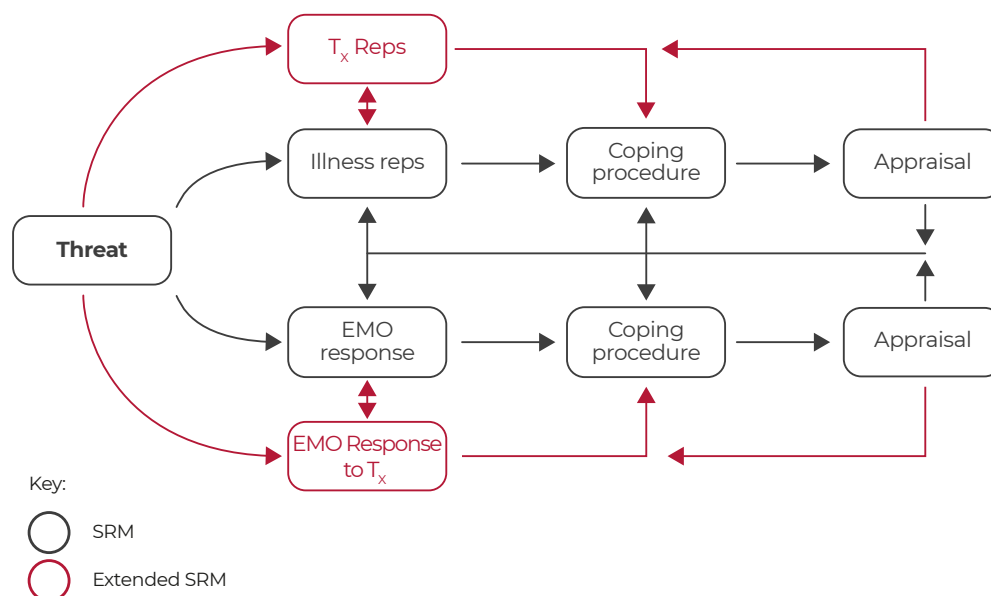 Tx Reps
Illness reps
Coping
procedure
Appraisal
Threat
EMO
response
Coping
procedure
Appraisal
EMO Response
to Tx
Key:
SRM
Extended SRM